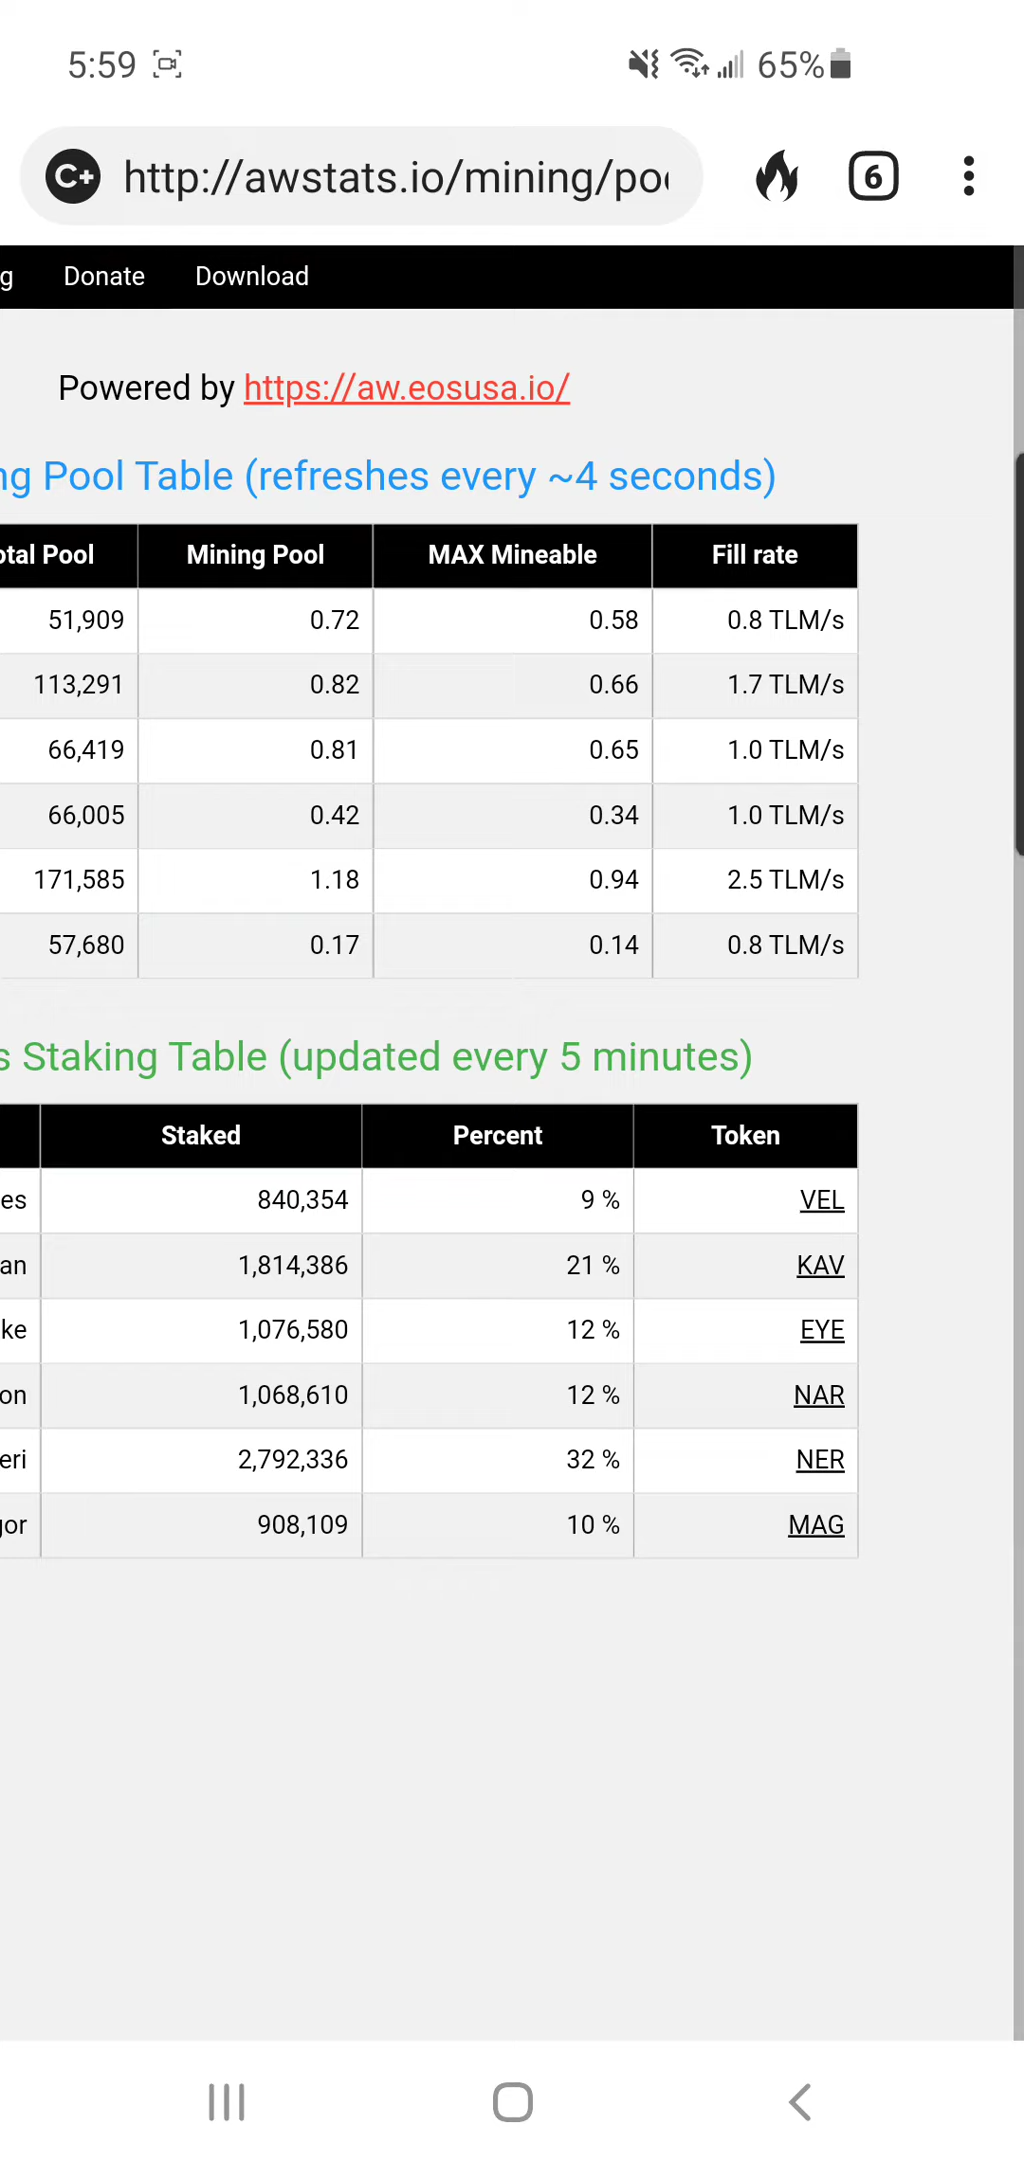 5:59 65%
C+ http://awstats.io/mining/po 6
g Donate Download
Powered by https://aw.eosusa.io/
ng Pool Table (refreshes every ~4 seconds)
otal Pool Mining Pool MAX Mineable Fill rate
51,909 0.72 0.58 0.8 TLM/s
113,291 0.82 0.66 1.7 TLM/s
66,419 0.81 0.65 1.0 TLM/s
66,005 0.42 0.34 1.0 TLM/s
171,585 1.18 0.94 2.5 TLM/s
57,680 0.17 0.14 0.8 TLM/s
s Staking Table (updated every 5 minutes)
Staked Percent Token
es 840,354 9 % VEL
an 1,814,386 21 % KAV
ke 1,076,580 12 % EYE
on 1,068,610 12 % NAR
eri 2,792,336 32 % NER
gor 908,109 10 % MAG